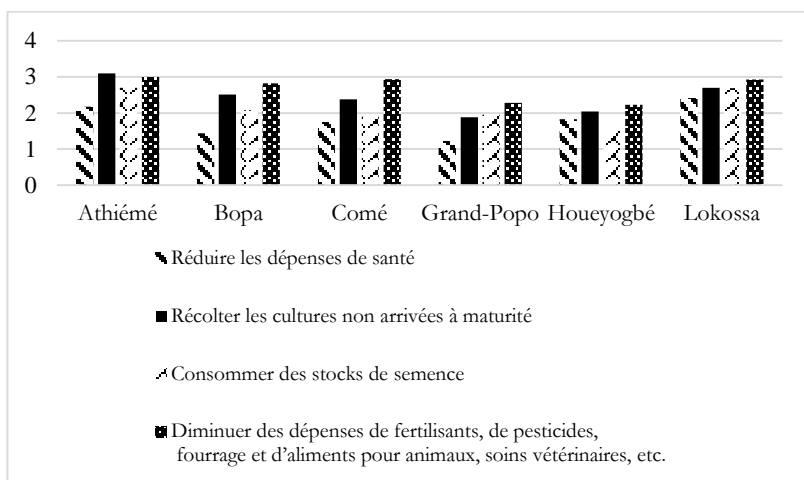 4
3
2
1
0
Athiémé Bopa Comé Grand-Popo Houeyogbé Lokossa
Réduire les dépenses de santé
Récolter les cultures non arrivées à maturité
Consommer des stocks de semence
Diminuer des dépenses de fertilisants, de pesticides,
fourrage et d'aliments pour animaux, soins vétérinaires, etc.